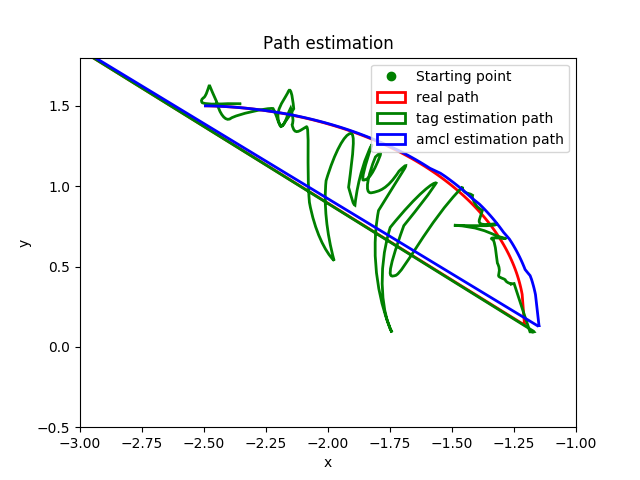 Path estimation
Starting point
real path
tag estimation path
amcl estimation path
1.5
1.0
0.5
0.0
−0.5
y
−3.00 −2.75 −2.50 −2.25 −2.00 −1.75 −1.50 −1.25 −1.00
x